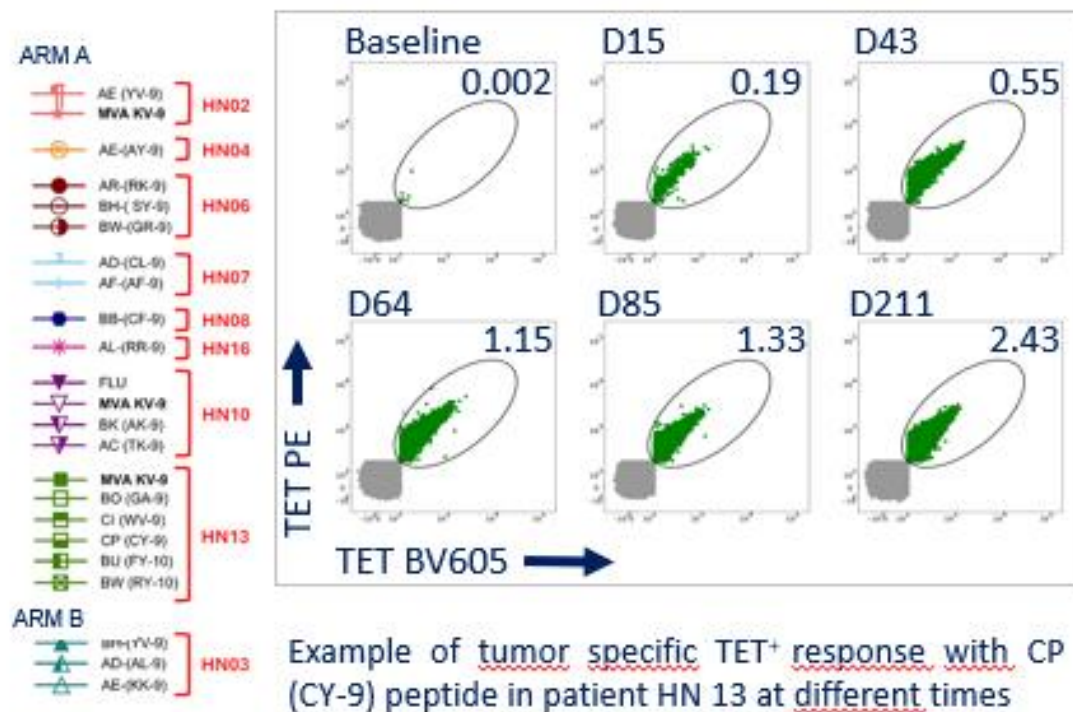 ARM A
AE (YV-9)
MVA KV-9
HN02
AE-(AY-9)
HN04
AR-(RK-9)
BH-( SY-9)
BW-(QR-9)
HN06
AD-(CL-9)
AF-(AF-9)
HN07
BB-(CF-9)
HN08
AL-(RR-9)
HN16
FLU
MVA KV-9
BK (AK-9)
AC (TK-9)
HN10
MVA KV-9
BO (GA-9)
CI (WV-9)
CP (CY-9)
BU (FY-10)
BW (RY-10)
HN13
ARM B
(YV-9)
AD-(AL-9)
AE-(KK-9)
HN03
Baseline
0.002
D15
0.19
D43
0.55
D64
1.15
D85
1.33
D211
2.43
TET PE
TET BV605
Example of tumor specific TET+ response with CP
(CY-9) peptide in patient HN 13 at different times